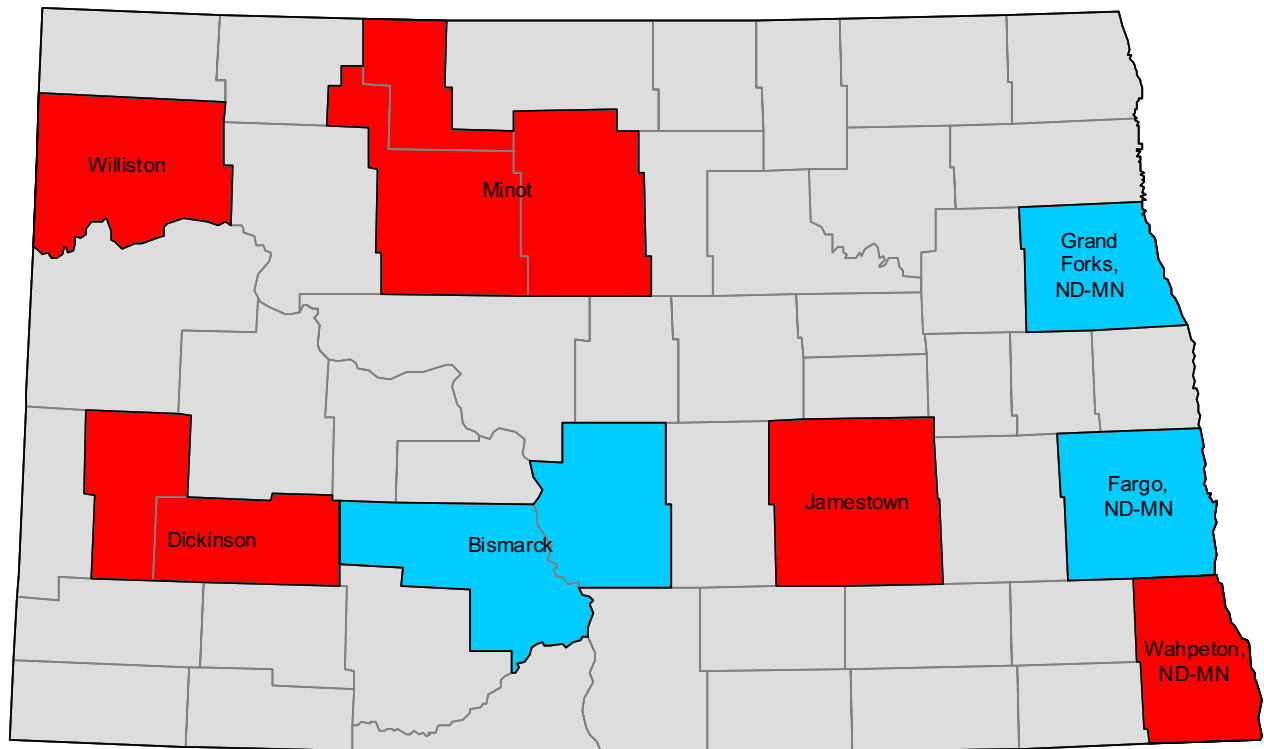 Williston
Minot
Grand
Forks,
ND-MN
Fargo,
ND-MN
Jamestown
Dickinson
Bismarck
Wahpeton,
ND-MN